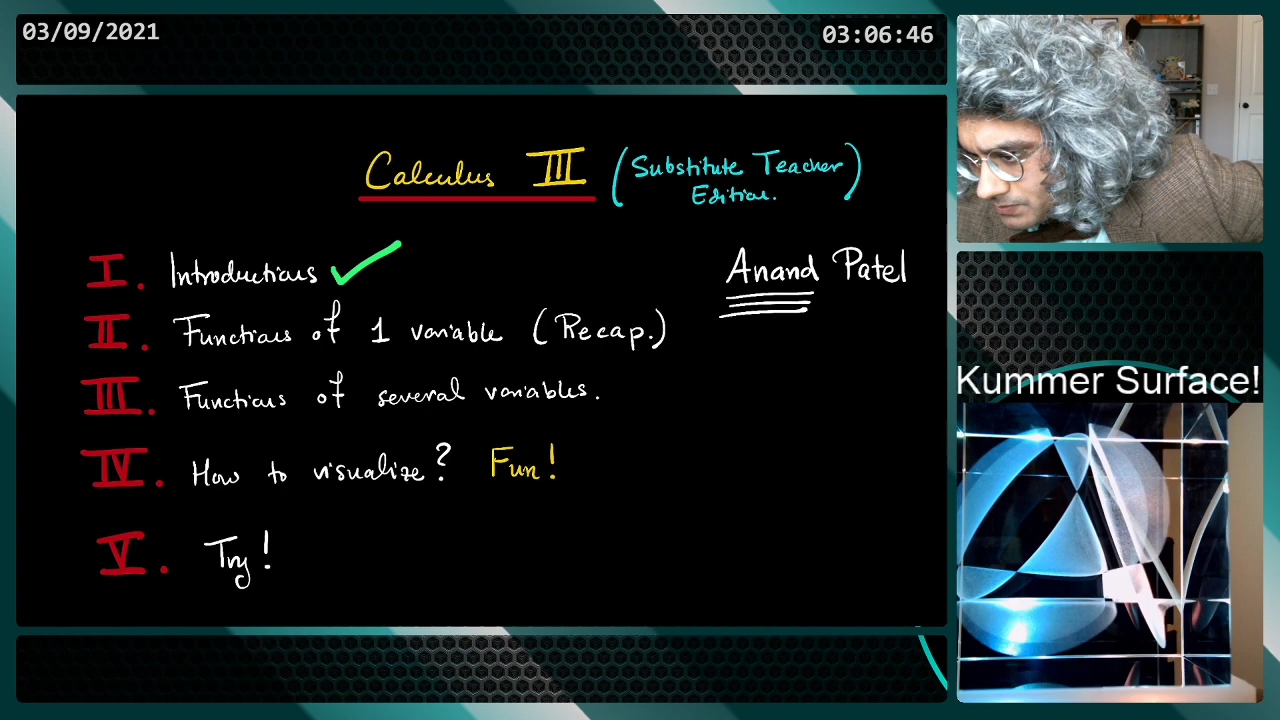 03/09/2021
03:06:46
Calculus III (Substitute Teacher
Edition.)
I. Introductions ✓
Anand Patel
II. Functions of 1 variable (Recap.)
III. Functions of several variables.
IV. How to visualize? Fun!
V. Try!
Kummer Surface!